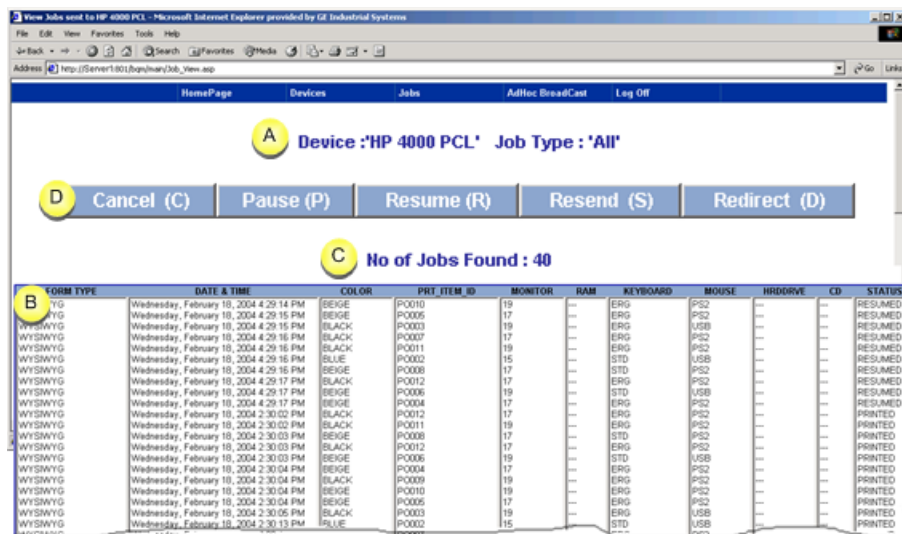 View Jobs sent to HP 4000 PCL - Microsoft Internet Explorer provided by GE Industrial Systems
File Edit View Favorites Tools Help
Back Search Favorites Media
Address http://Server1:801/bqm/main/Job_View.asp Go Links
HomePage Devices Jobs AdHoc BroadCast Log Off
A Device :'HP 4000 PCL' Job Type : 'All'
D Cancel (C) Pause (P) Resume (R) Resend (S) Redirect (D)
C No of Jobs Found : 40
B FORM TYPE DATE & TIME COLOR PRT_ITEM_ID MONITOR RAM KEYBOARD MOUSE HRDDRVE CD STATUS
WYSIWYG Wednesday, February 18, 2004 4:29:14 PM BEIGE P0010 19 --- ERG PS2 --- --- RESUMED
WYSIWYG Wednesday, February 18, 2004 4:29:15 PM BEIGE P0005 17 --- ERG PS2 --- --- RESUMED
WYSIWYG Wednesday, February 18, 2004 4:29:15 PM BLACK P0003 19 --- ERG USB --- --- RESUMED
WYSIWYG Wednesday, February 18, 2004 4:29:16 PM BLACK P0007 17 --- ERG PS2 --- --- RESUMED
WYSIWYG Wednesday, February 18, 2004 4:29:16 PM BLACK P0011 19 --- ERG PS2 --- --- RESUMED
WYSIWYG Wednesday, February 18, 2004 4:29:16 PM BLUE P0002 15 --- STD USB --- --- RESUMED
WYSIWYG Wednesday, February 18, 2004 4:29:16 PM BEIGE P0008 17 --- STD PS2 --- --- RESUMED
WYSIWYG Wednesday, February 18, 2004 4:29:17 PM BLACK P0012 17 --- ERG PS2 --- --- RESUMED
WYSIWYG Wednesday, February 18, 2004 4:29:17 PM BEIGE P0006 19 --- STD USB --- --- RESUMED
WYSIWYG Wednesday, February 18, 2004 4:29:17 PM BEIGE P0004 17 --- ERG PS2 --- --- RESUMED
WYSIWYG Wednesday, February 18, 2004 2:30:02 PM BLACK P0012 17 --- ERG PS2 --- --- PRINTED
WYSIWYG Wednesday, February 18, 2004 2:30:02 PM BLACK P0011 19 --- ERG PS2 --- --- PRINTED
WYSIWYG Wednesday, February 18, 2004 2:30:03 PM BEIGE P0008 17 --- STD PS2 --- --- PRINTED
WYSIWYG Wednesday, February 18, 2004 2:30:03 PM BLACK P0012 17 --- ERG PS2 --- --- PRINTED
WYSIWYG Wednesday, February 18, 2004 2:30:03 PM BEIGE P0006 19 --- STD USB --- --- PRINTED
WYSIWYG Wednesday, February 18, 2004 2:30:04 PM BEIGE P0004 17 --- ERG PS2 --- --- PRINTED
WYSIWYG Wednesday, February 18, 2004 2:30:04 PM BLACK P0009 19 --- ERG PS2 --- --- PRINTED
WYSIWYG Wednesday, February 18, 2004 2:30:04 PM BEIGE P0010 19 --- ERG PS2 --- --- PRINTED
WYSIWYG Wednesday, February 18, 2004 2:30:04 PM BEIGE P0005 17 --- ERG PS2 --- --- PRINTED
WYSIWYG Wednesday, February 18, 2004 2:30:05 PM BLACK P0003 19 --- ERG USB --- --- PRINTED
WYSIWYG Wednesday, February 18, 2004 2:30:13 PM BLUE P0002 15 --- STD USB --- --- PRINTED